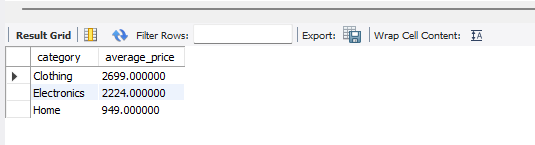 Result Grid Filter Rows: Export: Wrap Cell Content: IA
category average_price
Clothing 2699.000000
Electronics 2224.000000
Home 949.000000